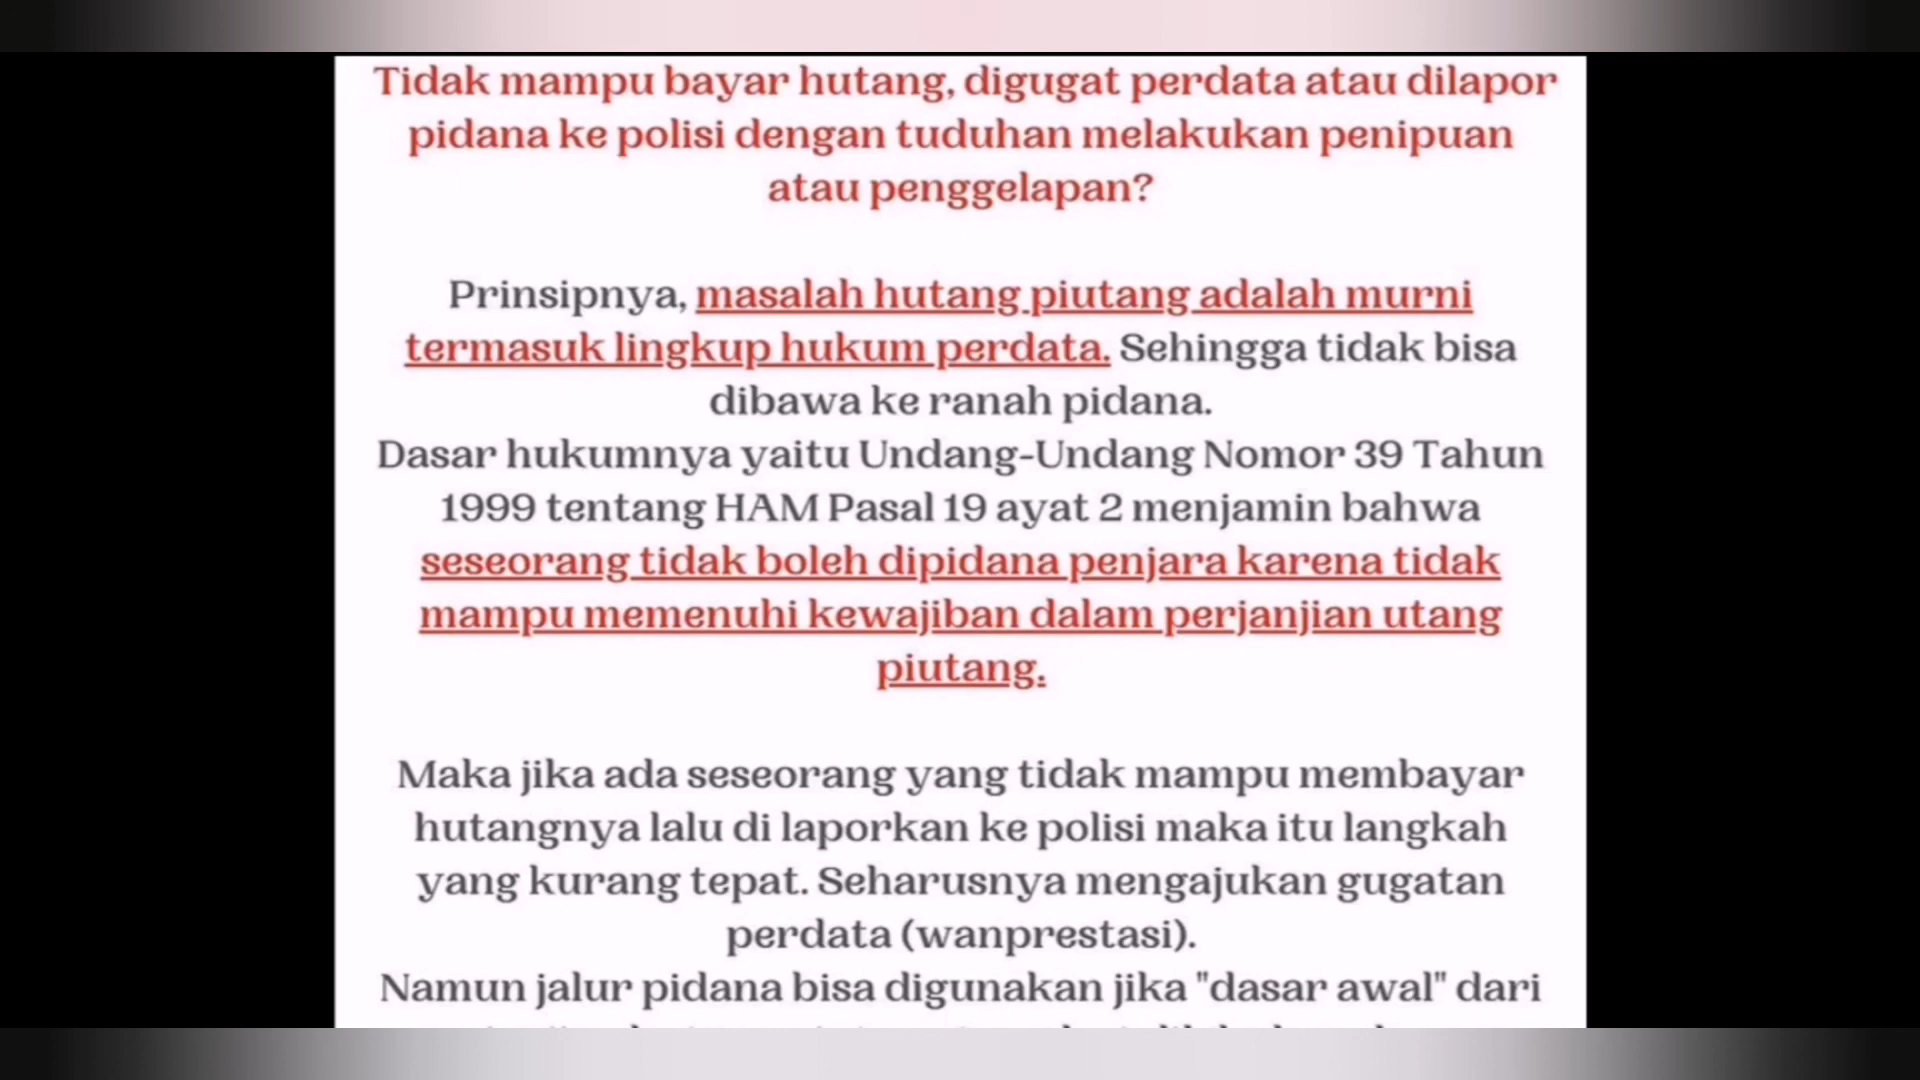 Tidak mampu bayar hutang, digugat perdata atau dilapor
pidana ke polisi dengan tuduhan melakukan penipuan
atau penggelapan?
Prinsipnya, masalah hutang piutang adalah murni
termasuk lingkup hukum perdata. Sehingga tidak bisa
dibawa ke ranah pidana.
Dasar hukumnya yaitu Undang-Undang Nomor 39 Tahun
1999 tentang HAM Pasal 19 ayat 2 menjamin bahwa
seseorang tidak boleh dipidana penjara karena tidak
mampu memenuhi kewajiban dalam perjanjian utang
piutang.
Maka jika ada seseorang yang tidak mampu membayar
hutangnya lalu di laporkan ke polisi maka itu langkah
yang kurang tepat. Seharusnya mengajukan gugatan
perdata (wanprestasi).
Namun jalur pidana bisa digunakan jika "dasar awal" dari